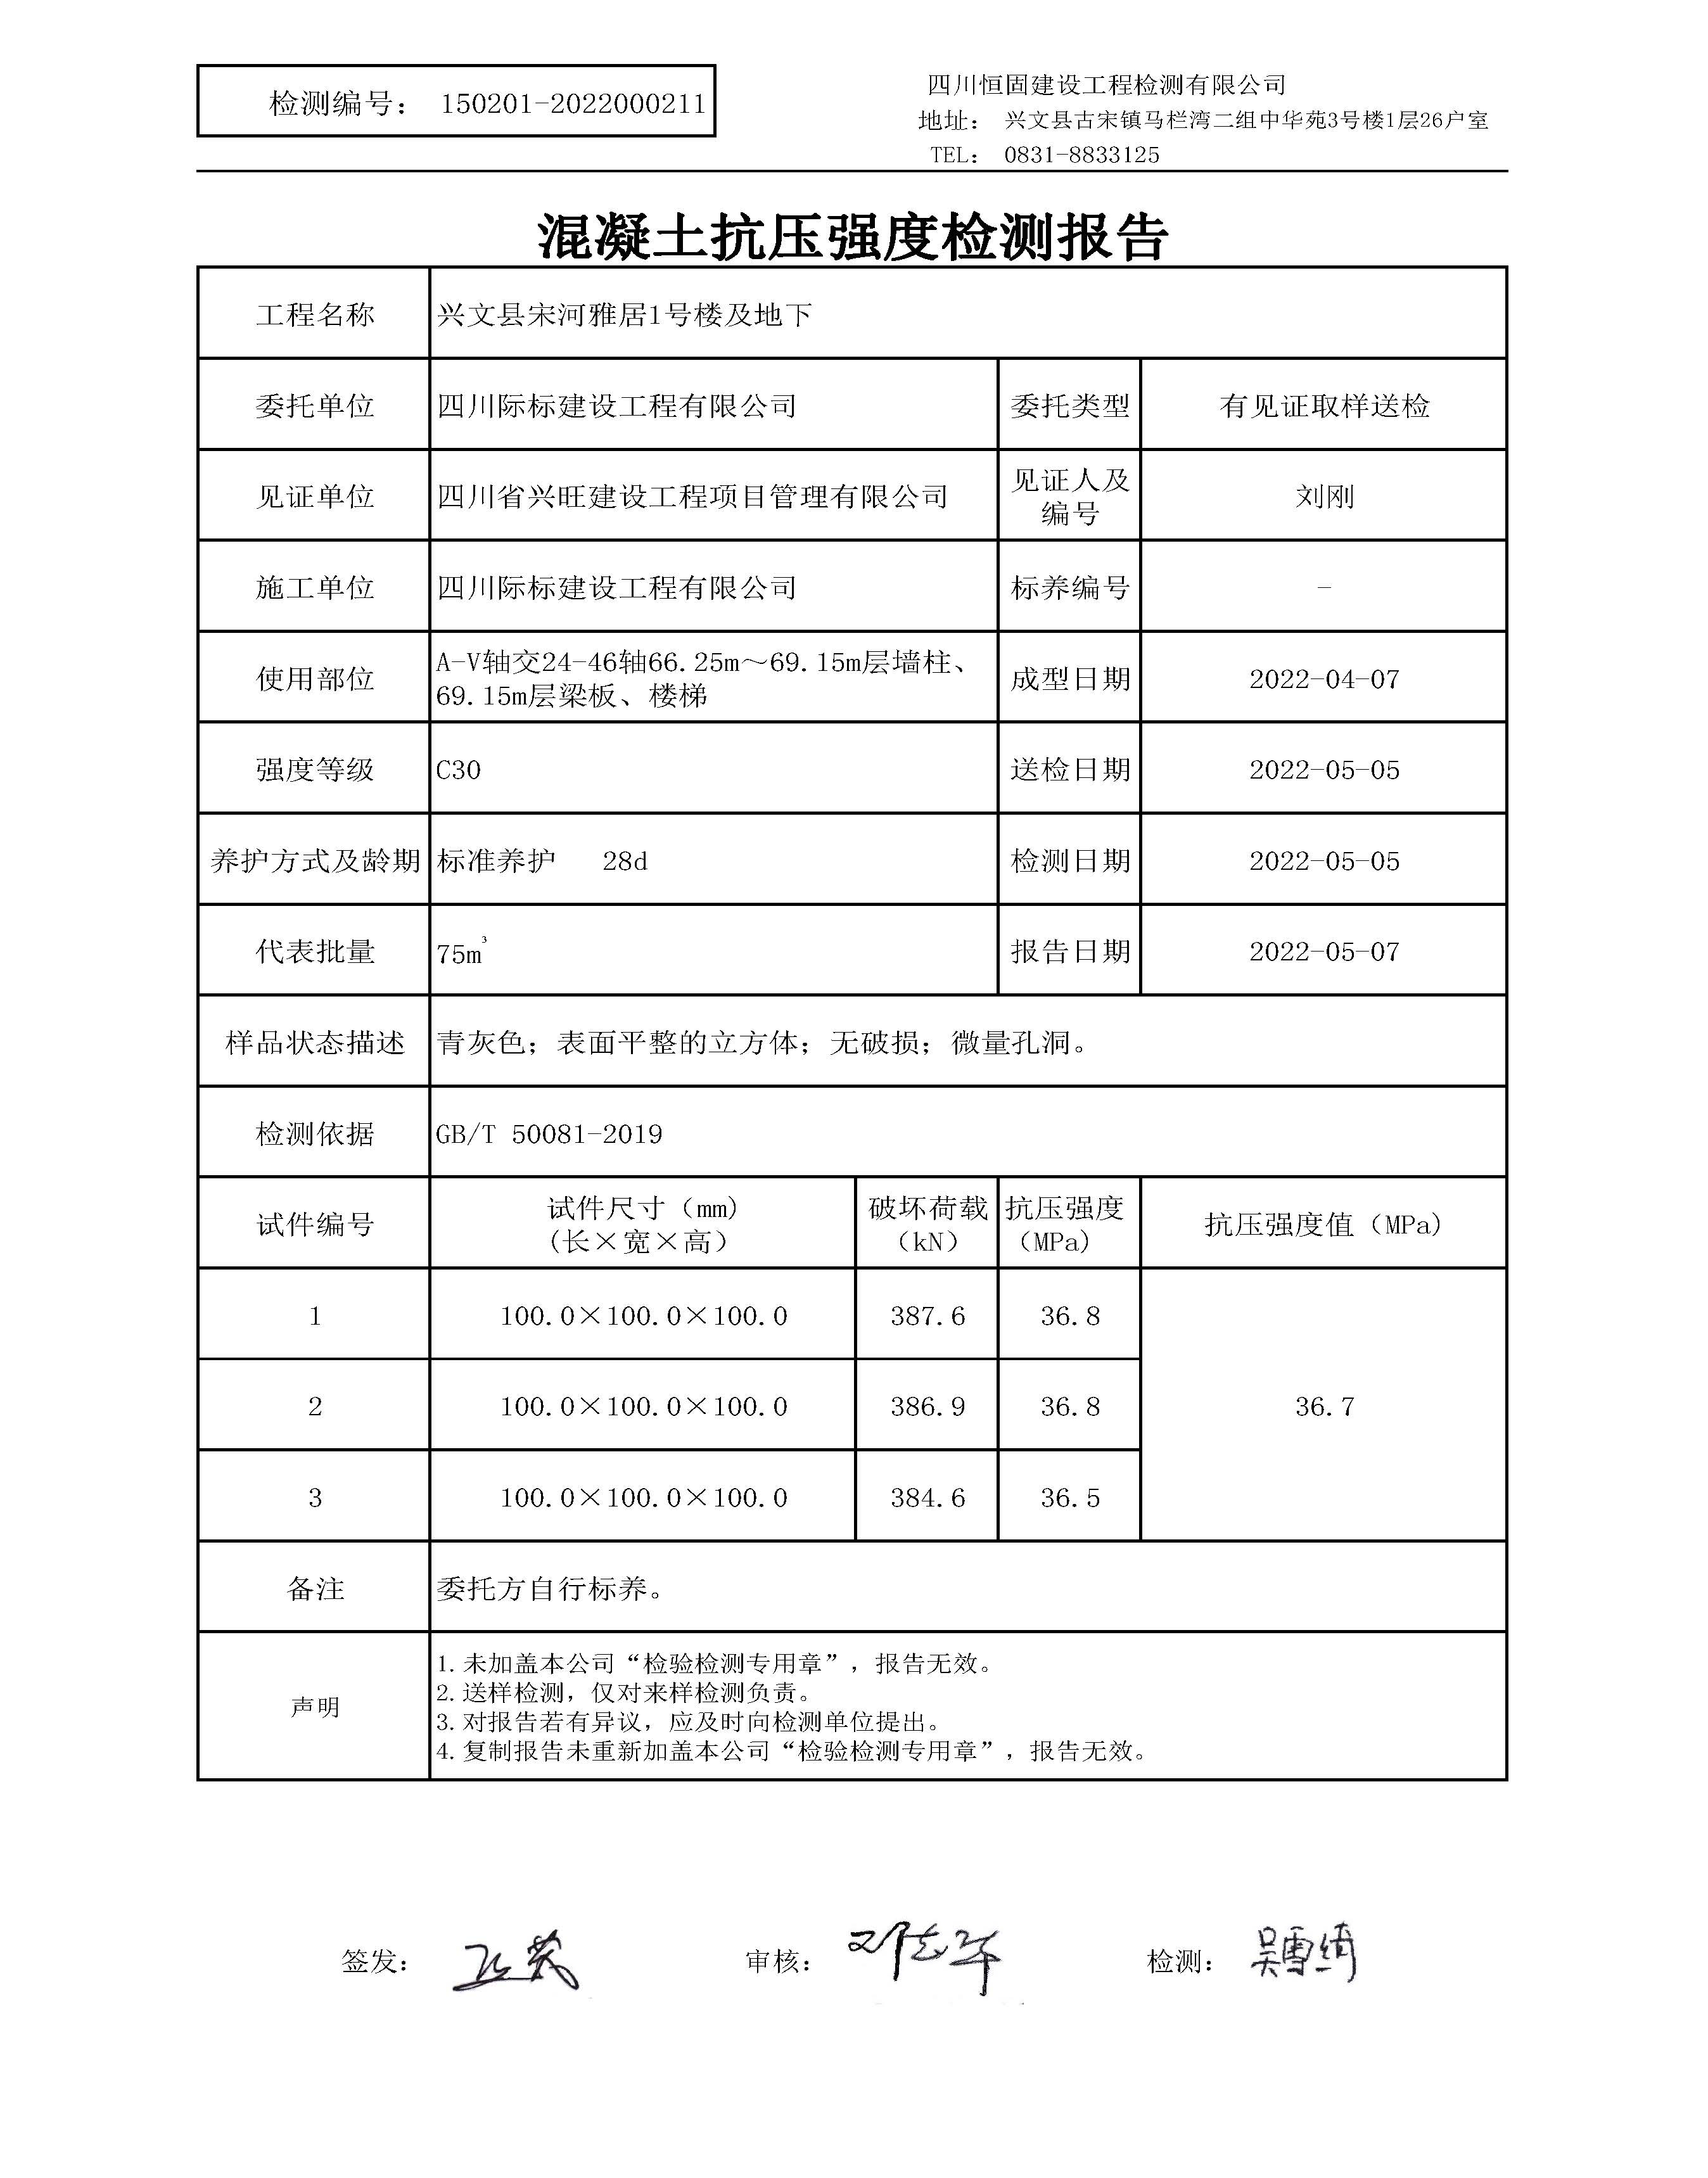 检测编号： 150201-2022000211
四川恒固建设工程检测有限公司
地址： 兴文县古宋镇马栏湾二组中华苑3号楼1层26户室
TEL： 0831-8833125
混凝土抗压强度检测报告
工程名称 兴文县宋河雅居1号楼及地下
委托单位 四川际标建设工程有限公司 委托类型 有见证取样送检
见证单位 四川省兴旺建设工程项目管理有限公司 见证人及
编号 刘刚
施工单位 四川际标建设工程有限公司 标养编号 -
使用部位 A-V轴交24-46轴66.25m～69.15m层墙柱、
69.15m层梁板、楼梯 成型日期 2022-04-07
强度等级 C30 送检日期 2022-05-05
养护方式及龄期 标准养护 28d 检测日期 2022-05-05
代表批量 75m³ 报告日期 2022-05-07
样品状态描述 青灰色；表面平整的立方体；无破损；微量孔洞。
检测依据 GB/T 50081-2019
试件编号 试件尺寸（mm)
(长×宽×高） 破坏荷载
（kN） 抗压强度
（MPa) 抗压强度值（MPa)
1 100.0×100.0×100.0 387.6 36.8
2 100.0×100.0×100.0 386.9 36.8 36.7
3 100.0×100.0×100.0 384.6 36.5
备注 委托方自行标养。
声明
1.未加盖本公司“检验检测专用章”，报告无效。
2.送样检测，仅对来样检测负责。
3.对报告若有异议，应及时向检测单位提出。
4.复制报告未重新加盖本公司“检验检测专用章”，报告无效。
签发： 审核： 检测： 吴雪绮